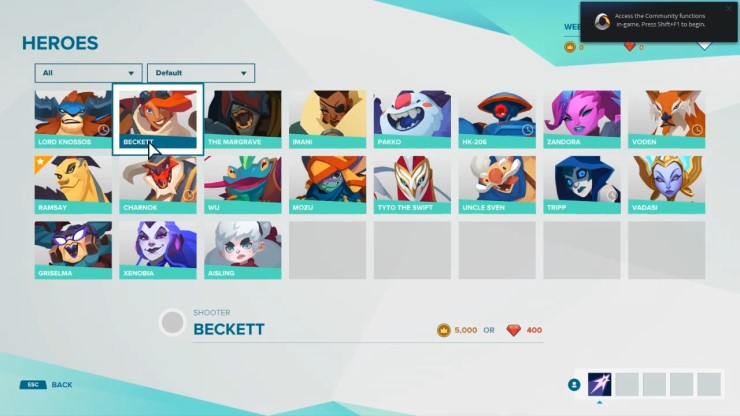 HEROES
Access the Community functions
in-game. Press Shift+F1 to begin.
0
0
All
Default
LORD KNOSSOS
BECKETT
THE MARGRAVE
IMANI
PAKKO
HK-206
ZANDORA
VODEN
RAMSAY
CHARNOK
WU
MOZU
TYTO THE SWIFT
UNCLE SVEN
TRIPP
VADASI
GRISELMA
XENOBIA
AISLING
SHOOTER
BECKETT
5,000 OR 400
ESC BACK